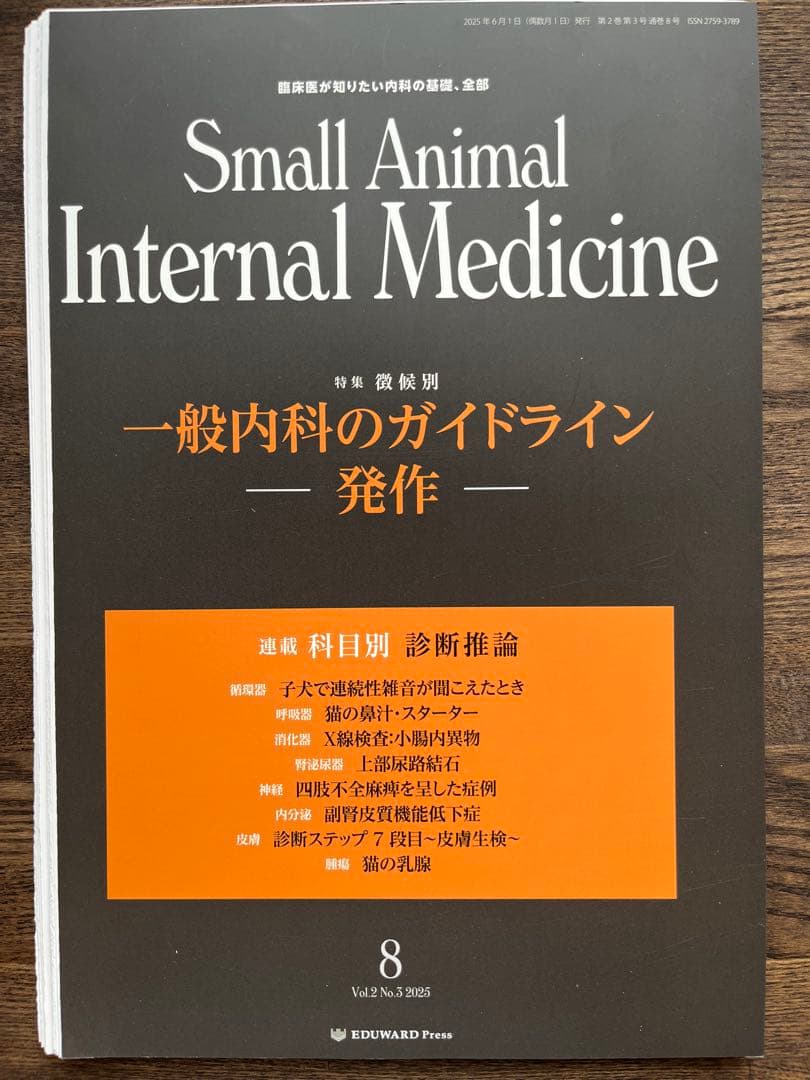 2025年6月1日（偶数月1日）発行　第2巻第3号通巻8号　ISSN 2759-3789
臨床医が知りたい内科の基礎、全部
Small Animal
Internal Medicine
特集 徴候別
一般内科のガイドライン
発作
連載 科目別 診断推論
循環器 子犬で連続性雑音が聞こえたとき
呼吸器 猫の鼻汁・スターター
消化器 X線検査：小腸内異物
腎泌尿器 上部尿路結石
神経 四肢不全麻痺を呈した症例
内分泌 副腎皮質機能低下症
皮膚 診断ステップ 7 段目〜皮膚生検〜
腫瘍 猫の乳腺
8
Vol.2 No.3 2025
EDUWARD Press